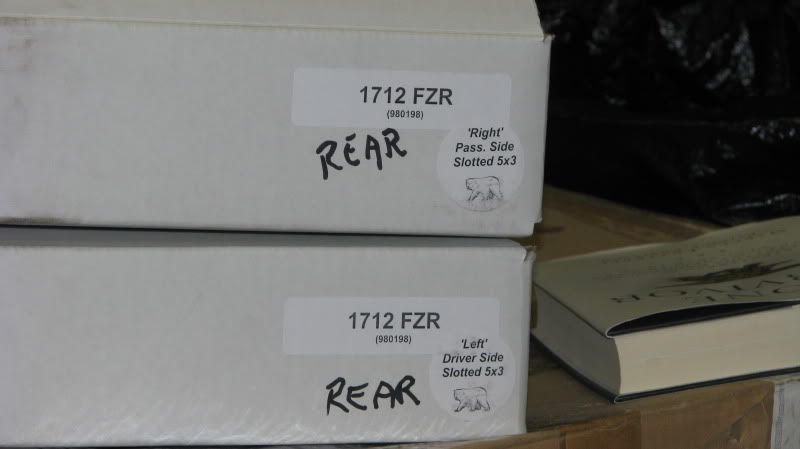 1712 FZR
(980198)
REAR
'Right'
Pass. Side
Slotted 5x3
1712 FZR
(980198)
REAR
'Left'
Driver Side
Slotted 5x3